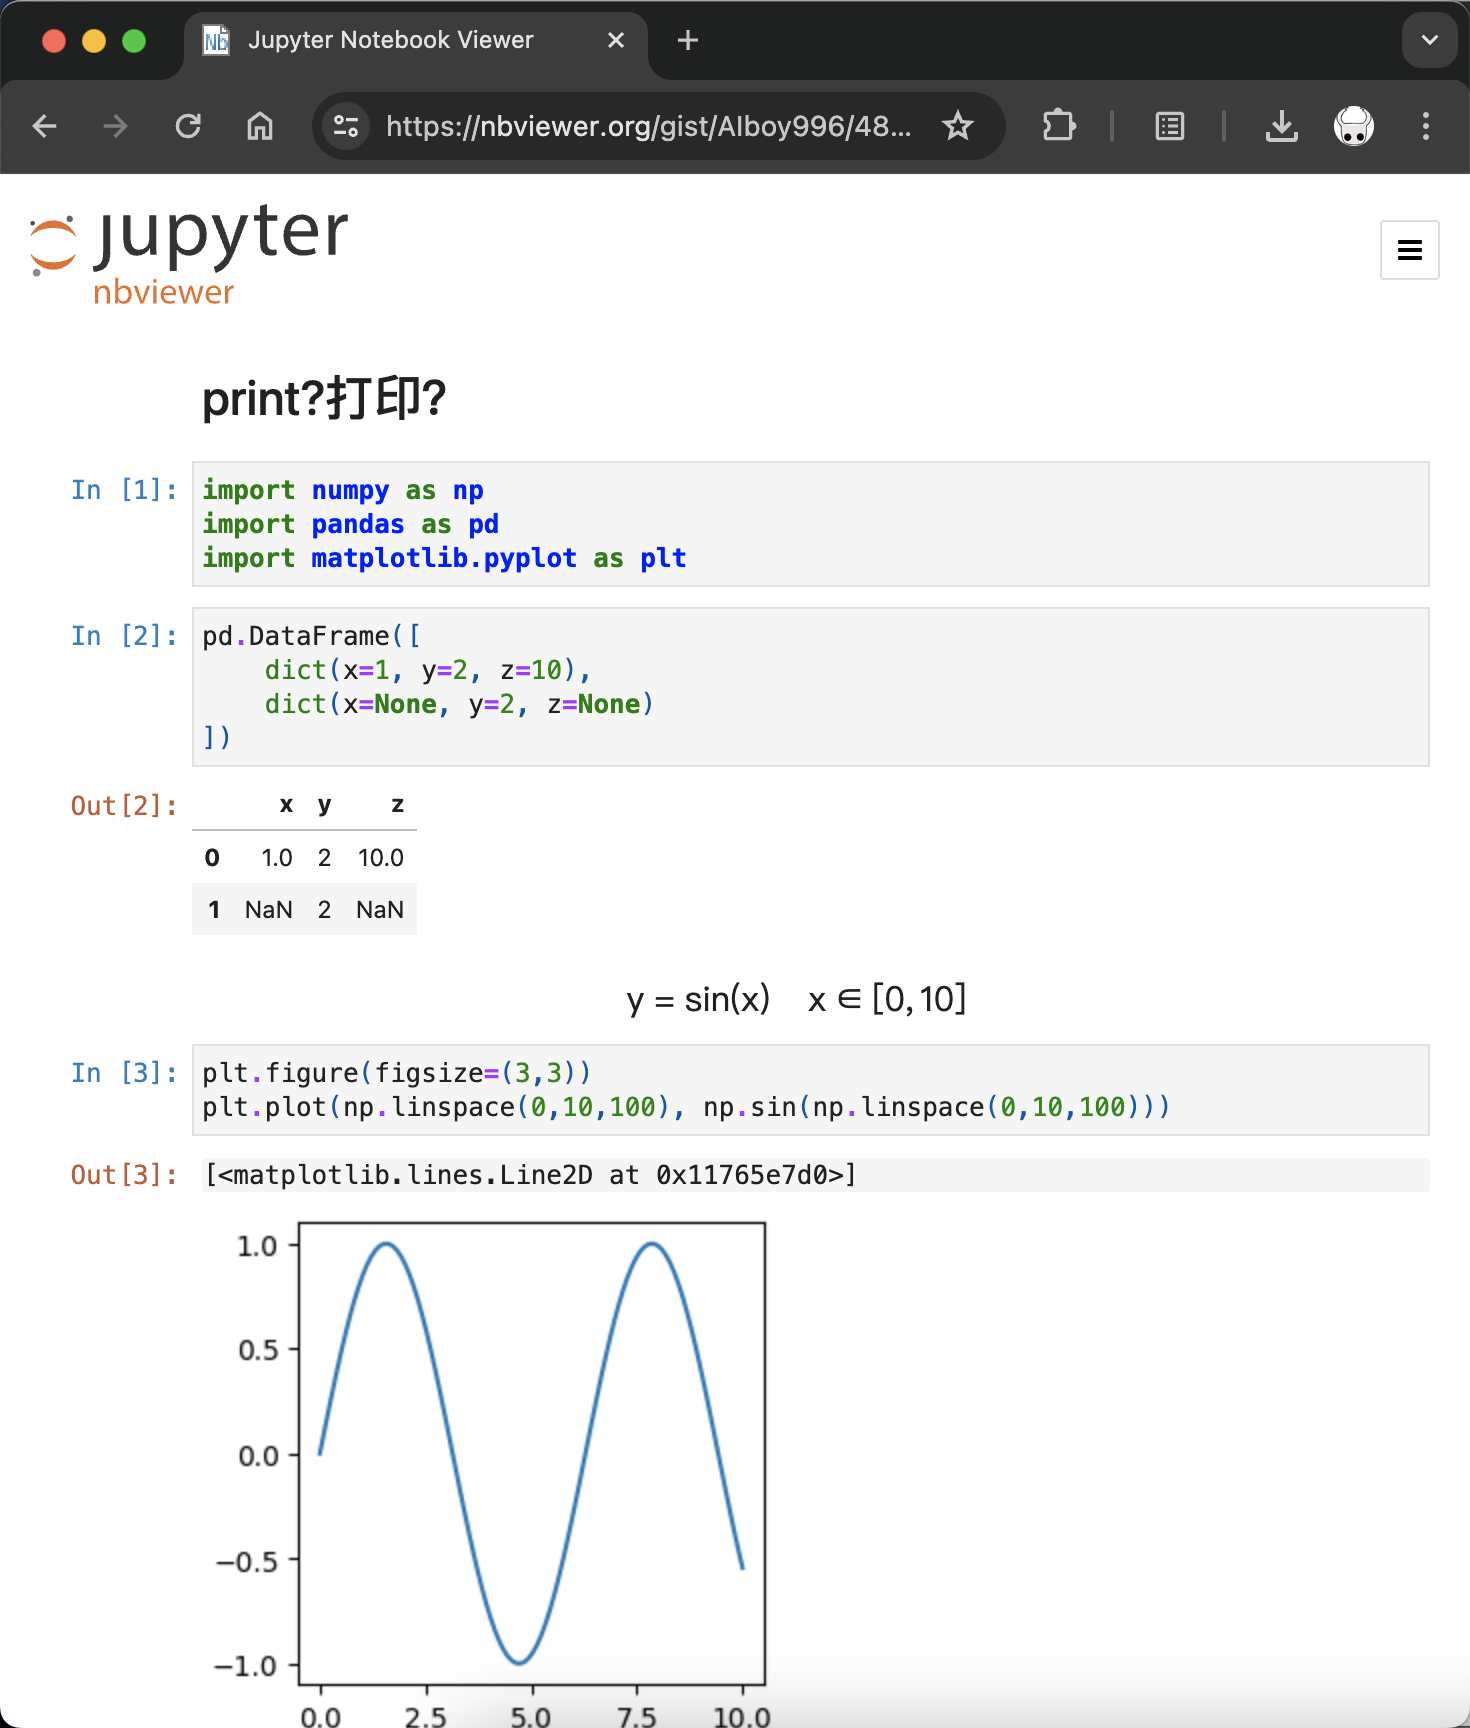 Jupyter Notebook Viewer
https://nbviewer.org/gist/AIboy996/48...
jupyter
nbviewer
print?打印?
In [1]:
import numpy as np
import pandas as pd
import matplotlib.pyplot as plt
In [2]:
pd.DataFrame([
    dict(x=1, y=2, z=10),
    dict(x=None, y=2, z=None)
])
Out[2]:
x y z
0 1.0 2 10.0
1 NaN 2 NaN
y = sin(x) x ∈ [0, 10]
In [3]:
plt.figure(figsize=(3,3))
plt.plot(np.linspace(0,10,100), np.sin(np.linspace(0,10,100)))
Out[3]:
[<matplotlib.lines.Line2D at 0x11765e7d0>]
1.0
0.5
0.0
−0.5
−1.0
0.0 2.5 5.0 7.5 10.0